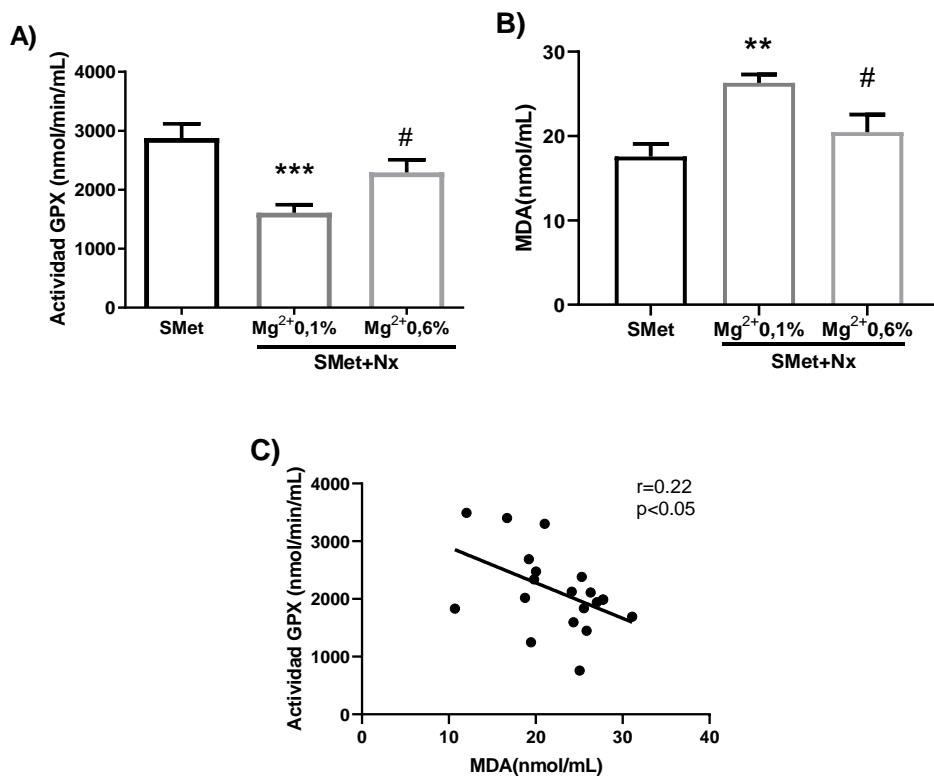 A)
Actividad GPX (nmol/min/mL)
4000
3000
2000
1000
0
***
#
SMet
Mg²⁺0,1%
Mg²⁺0,6%
SMet+Nx
B)
MDA(nmol/mL)
30
20
10
0
**
#
SMet
Mg²⁺0,1%
Mg²⁺0,6%
SMet+Nx
C)
Actividad GPX (nmol/min/mL)
4000
3000
2000
1000
0
r=0.22
p<0.05
0
10
20
30
40
MDA(nmol/mL)